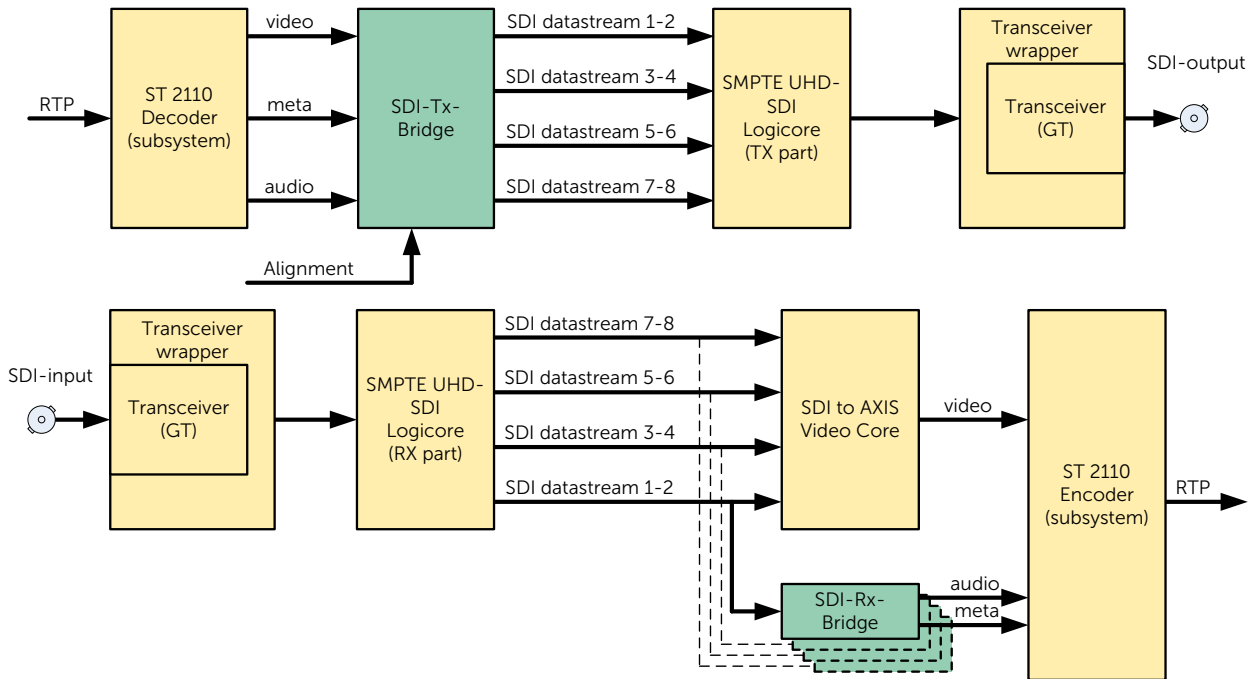 video
SDI datastream 1-2
Transceiver
wrapper
SDI-output
RTP
ST 2110
Decoder
(subsystem)
meta
SDI-Tx-
Bridge
SDI datastream 3-4
SMPTE UHD-
SDI
Logicore
(TX part)
Transceiver
(GT)
SDI datastream 5-6
audio
SDI datastream 7-8
Alignment
Transceiver
wrapper
SDI-input
Transceiver
(GT)
SMPTE UHD-
SDI
Logicore
(RX part)
SDI datastream 7-8
SDI datastream 5-6
SDI datastream 3-4
SDI datastream 1-2
SDI to AXIS
Video Core
video
ST 2110
Encoder
(subsystem)
RTP
SDI-Rx-
Bridge
audio
meta